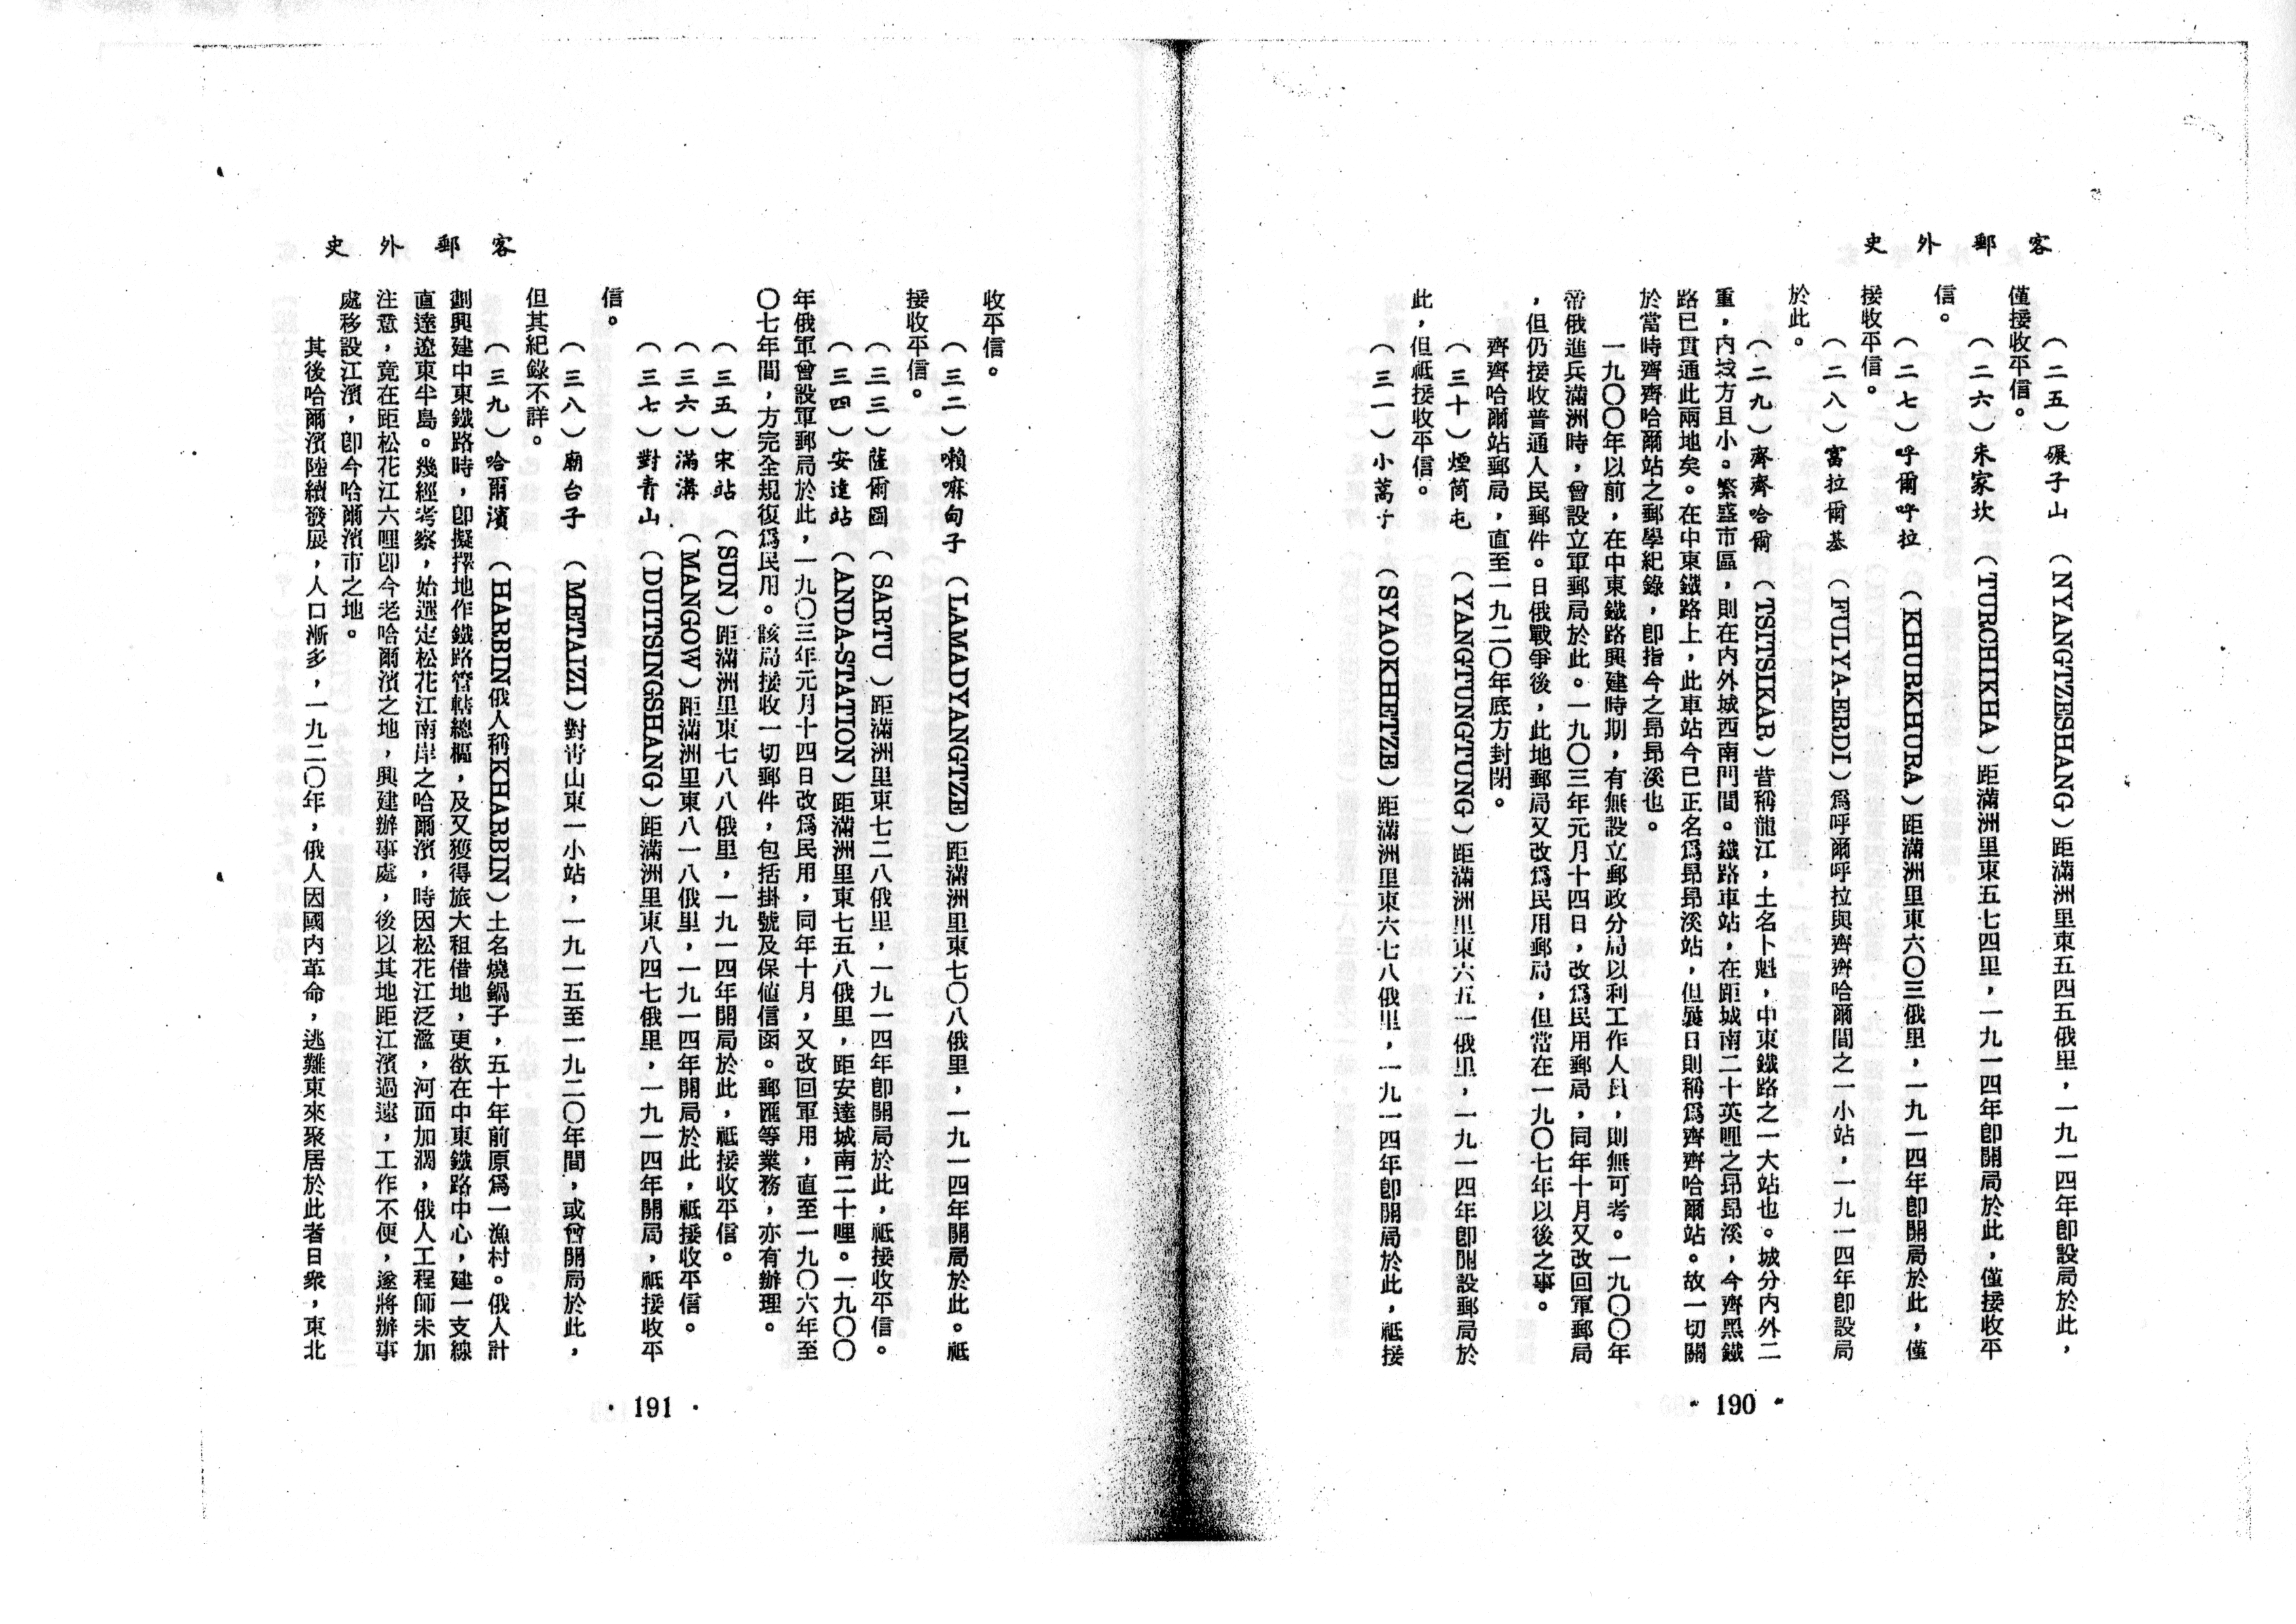 客郵外史
（二五）碾子山　（NYANGTZESHANG）距滿洲里東五四五俄里，一九一四年卽設局於此，
僅接收平信。
（二六）朱家坎　（TURCHIKHA）距滿洲里東五七四里，一九一四年卽開局於此，僅接收平
信。
（二七）呼爾呼拉　（KHURKHURA）距滿洲里東六〇三俄里，一九一四年卽開局於此，僅
接收平信。
（二八）富拉爾基　（FULYA-ERDI）爲呼爾呼拉與齊齊哈爾間之一小站，一九一四年卽設局
於此。
（二九）齊齊哈爾　（TSITSIKAR）昔稱龍江，土名卜魁，中東鐵路之一大站也。城分內外二
重，內城方且小。繁盛市區，則在內外城西南門間。鐵路車站，在距城南二十英哩之昻昻溪，今齊黑鐵
路已貫通此兩地矣。在中東鐵路上，此車站今已正名爲昻昻溪站，但曩日則稱爲齊齊哈爾站。故一切關
於當時齊齊哈爾站之郵學紀錄，卽指今之昻昻溪也。
一九〇〇年以前，在中東鐵路興建時期，有無設立郵政分局以利工作人員，則無可考。一九〇〇年
帝俄進兵滿洲時，曾設立軍郵局於此。一九〇三年元月十四日，改爲民用郵局，同年十月又改回軍郵局
，但仍接收普通人民郵件。日俄戰爭後，此地郵局又改爲民用郵局，但當在一九〇七年以後之事。
齊齊哈爾站郵局，直至一九二〇年底方封閉。
（三十）煙筒屯　（YANGTUNGTUNG）距滿洲里東六五一俄里，一九一四年卽開設郵局於
此，但祗接收平信。
（三一）小蒿子　（SYAOKHETZE）距滿洲里東六七八俄里，一九一四年卽開局於此，祗接
· 190 ·
客郵外史
收平信。
（三二）喇嘛甸子　（LAMADYANGTZE）距滿洲里東七〇八俄里，一九一四年開局於此。祗
接收平信。
（三三）薩爾圖　（SARTU）距滿洲里東七二八俄里，一九一四年卽開局於此，祗接收平信。
（三四）安達站　（ANDA-STATION）距滿洲里東七五八俄里，距安達城南二十哩。一九〇〇
年俄軍會設軍郵局於此，一九〇三年元月十四日改爲民用，同年十月，又改回軍用，直至一九〇六年至
〇七年間，方完全規復爲民用。該局接收一切郵件，包括掛號及保値信函。郵匯等業務，亦有辦理。
（三五）宋站　（SUN）距滿洲里東七八八俄里，一九一四年開局於此，祗接收平信。
（三六）滿溝　（MANGOW）距滿洲里東八一八俄里，一九一四年開局於此，祗接收平信。
（三七）對青山　（DUITSINGSHANG）距滿洲里東八四七俄里，一九一四年開局，祗接收平
信。
（三八）廟台子　（METAIZI）對靑山東一小站，一九一五至一九二〇年間，或曾開局於此，
但其紀錄不詳。
（三九）哈爾濱　（HARBIN俄人稱KHARBIN）土名燒鍋子，五十年前原爲一漁村。俄人計
劃興建中東鐵路時，卽擬擇地作鐵路管轄總樞，及又獲得旅大租借地，更欲在中東鐵路中心，建一支線
直達遼東半島。幾經考察，始選定松花江南岸之哈爾濱，時因松花江泛濫，河面加濶，俄人工程師未加
注意，竟在距松花江六哩卽今老哈爾濱之地，興建辦事處，後以其地距江濱過遠，工作不便，遂將辦事
處移設江濱，卽今哈爾濱市之地。
其後哈爾濱陸續發展，人口漸多，一九二〇年，俄人因國內革命，逃難東來聚居於此者日衆，東北
· 191 ·